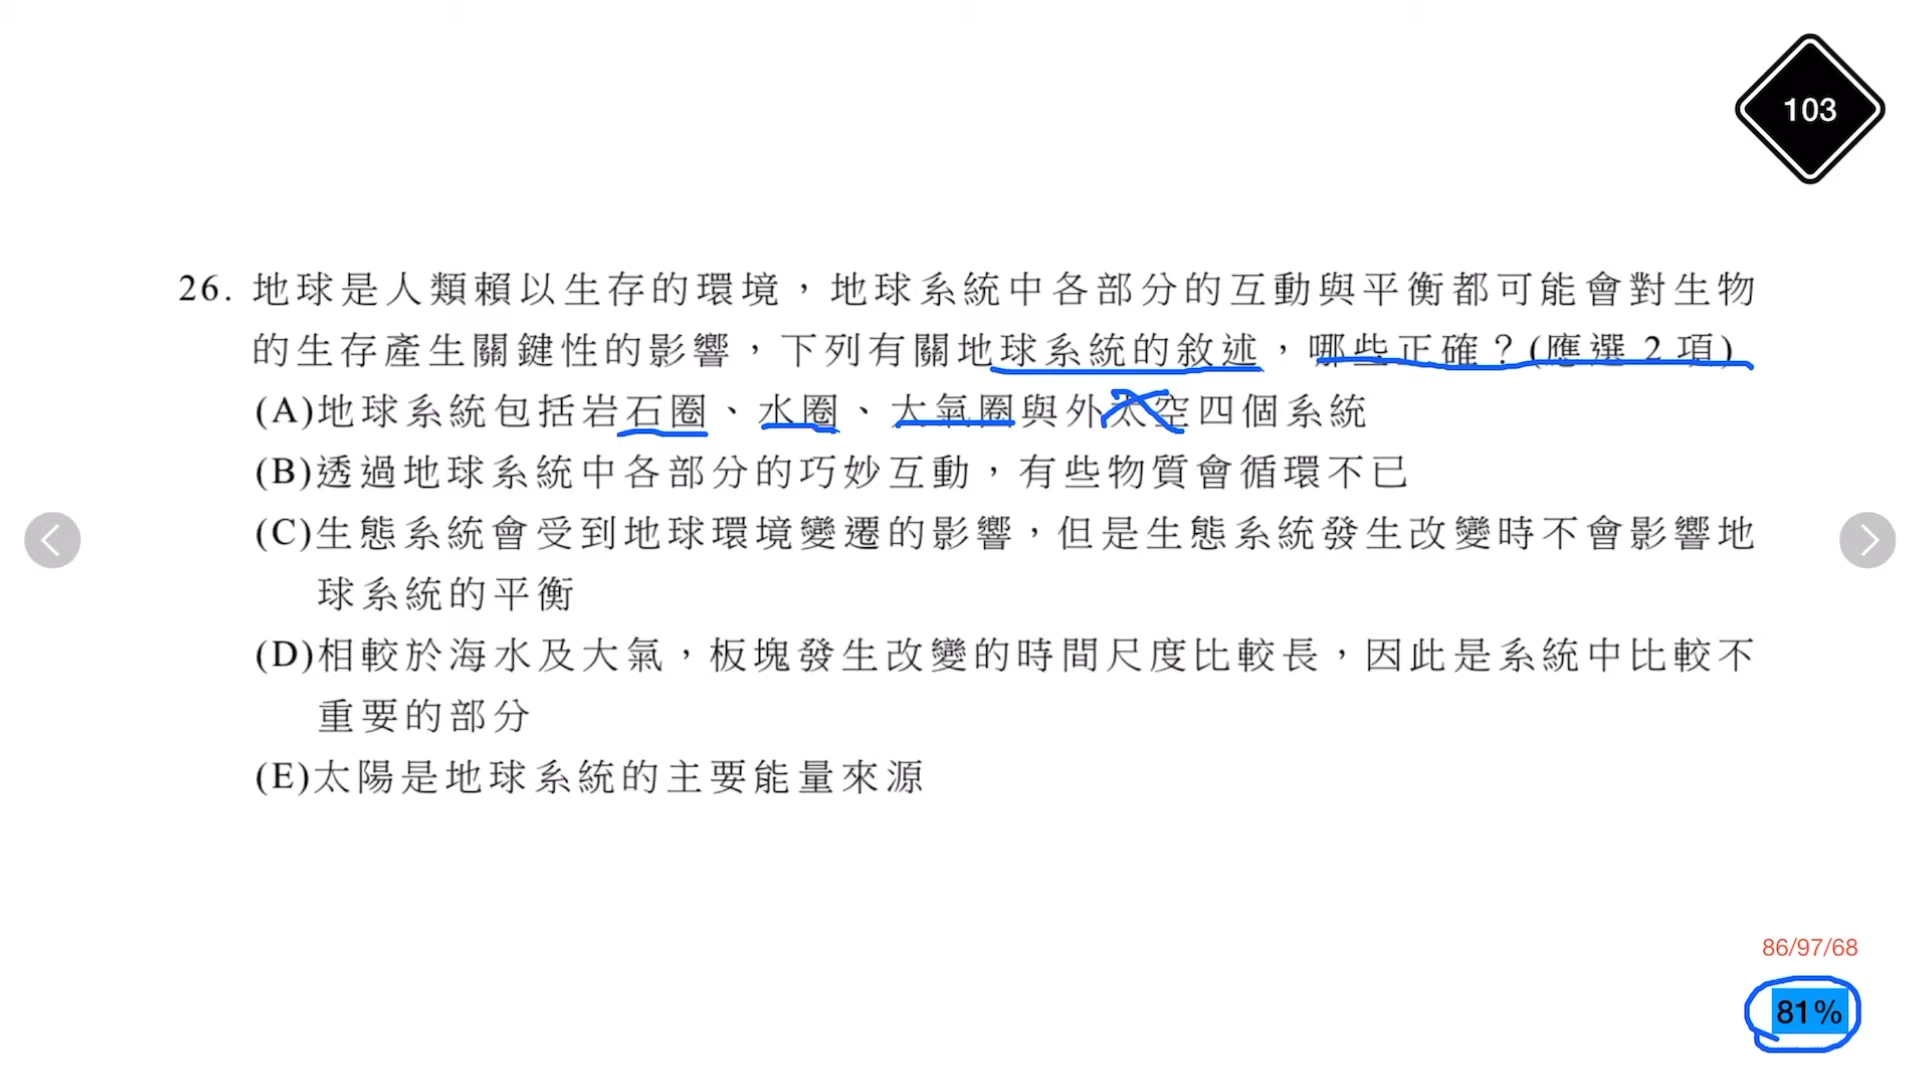 103
26. 地球是人類賴以生存的環境，地球系統中各部分的互動與平衡都可能會對生物
的生存產生關鍵性的影響，下列有關地球系統的敘述，哪些正確？(應選 2 項)
(A)地球系統包括岩石圈、水圈、大氣圈與外太空四個系統
(B)透過地球系統中各部分的巧妙互動，有些物質會循環不已
(C)生態系統會受到地球環境變遷的影響，但是生態系統發生改變時不會影響地
球系統的平衡
(D)相較於海水及大氣，板塊發生改變的時間尺度比較長，因此是系統中比較不
重要的部分
(E)太陽是地球系統的主要能量來源
86/97/68
81%